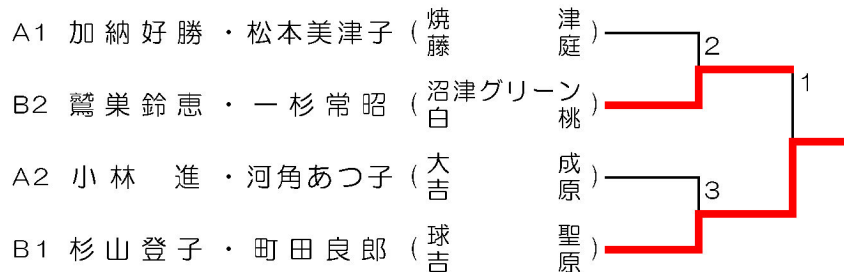 A1 加納好勝・松本美津子(焼津 藤庭)
2
B2 鷲巣鈴恵・一杉常昭(沼津グリーン 白桃)
1
A2 小林 進・河角あつ子(大成 吉原)
3
B1 杉山登子・町田良郎(球聖 吉原)